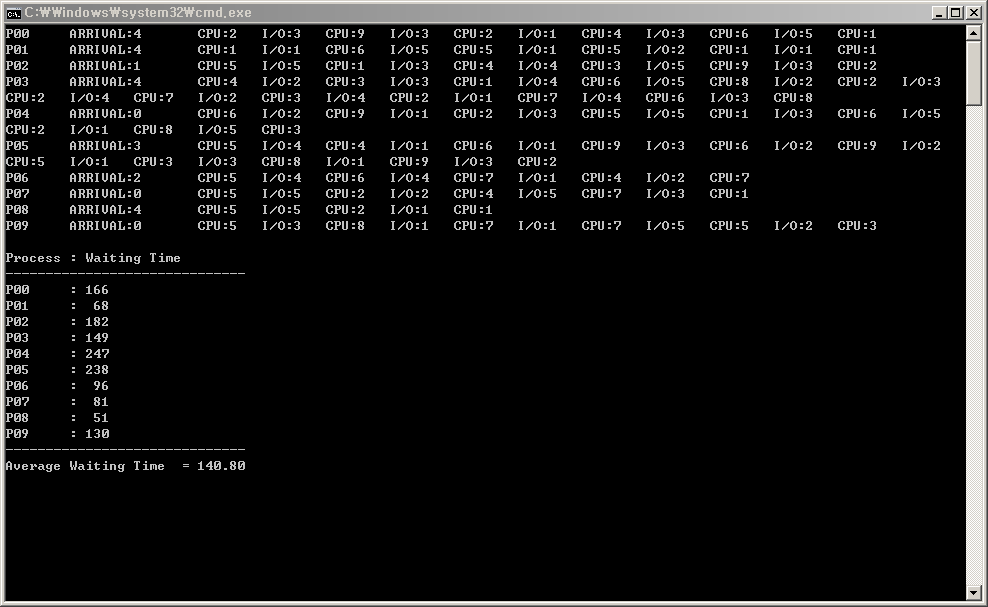 C:₩Windows₩system32₩cmd.exe
P00 ARRIVAL:4 CPU:2 I/O:3 CPU:9 I/O:3 CPU:2 I/O:1 CPU:4 I/O:3 CPU:6 I/O:5 CPU:1
P01 ARRIVAL:4 CPU:1 I/O:1 CPU:6 I/O:5 CPU:5 I/O:1 CPU:5 I/O:2 CPU:1 I/O:1 CPU:1
P02 ARRIVAL:1 CPU:5 I/O:5 CPU:1 I/O:3 CPU:4 I/O:4 CPU:3 I/O:5 CPU:9 I/O:3 CPU:2
P03 ARRIVAL:4 CPU:4 I/O:2 CPU:3 I/O:3 CPU:1 I/O:4 CPU:6 I/O:5 CPU:8 I/O:2 CPU:2 I/O:3
CPU:2 I/O:4 CPU:7 I/O:2 CPU:3 I/O:4 CPU:2 I/O:1 CPU:7 I/O:4 CPU:6 I/O:3 CPU:8
P04 ARRIVAL:0 CPU:6 I/O:2 CPU:9 I/O:1 CPU:2 I/O:3 CPU:5 I/O:5 CPU:1 I/O:3 CPU:6 I/O:5
CPU:2 I/O:1 CPU:8 I/O:5 CPU:3
P05 ARRIVAL:3 CPU:5 I/O:4 CPU:4 I/O:1 CPU:6 I/O:1 CPU:9 I/O:3 CPU:6 I/O:2 CPU:9 I/O:2
CPU:5 I/O:1 CPU:3 I/O:3 CPU:8 I/O:1 CPU:9 I/O:3 CPU:2
P06 ARRIVAL:2 CPU:5 I/O:4 CPU:6 I/O:4 CPU:7 I/O:1 CPU:4 I/O:2 CPU:7
P07 ARRIVAL:0 CPU:5 I/O:5 CPU:2 I/O:2 CPU:4 I/O:5 CPU:7 I/O:3 CPU:1
P08 ARRIVAL:4 CPU:5 I/O:5 CPU:2 I/O:1 CPU:1
P09 ARRIVAL:0 CPU:5 I/O:3 CPU:8 I/O:1 CPU:7 I/O:1 CPU:7 I/O:5 CPU:5 I/O:2 CPU:3
Process : Waiting Time
------------------------------
P00 : 166
P01 : 68
P02 : 182
P03 : 149
P04 : 247
P05 : 238
P06 : 96
P07 : 81
P08 : 51
P09 : 130
------------------------------
Average Waiting Time = 140.80